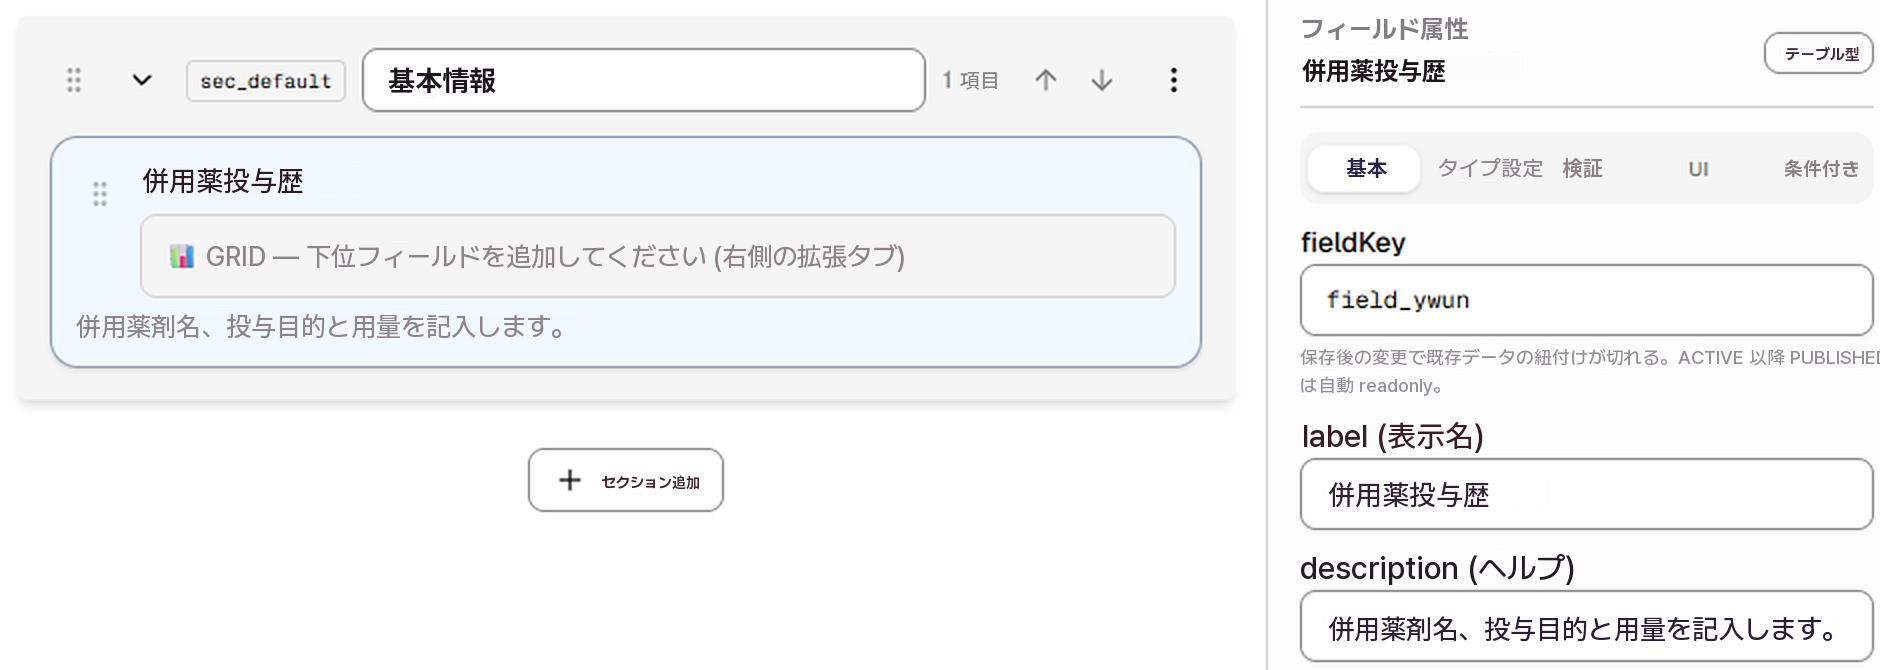 sec_default
基本情報
1 項目
併用薬投与歴
GRID — 下位フィールドを追加してください (右側の拡張タブ)
併用薬剤名、投与目的と用量を記入します。
セクション追加
フィールド属性
併用薬投与歴
テーブル型
基本
タイプ設定
検証
UI
条件付き
fieldKey
field_ywun
保存後の変更で既存データの紐付けが切れる。ACTIVE 以降 PUBLISHED
は自動 readonly。
label (表示名)
併用薬投与歴
description (ヘルプ)
併用薬剤名、投与目的と用量を記入します。